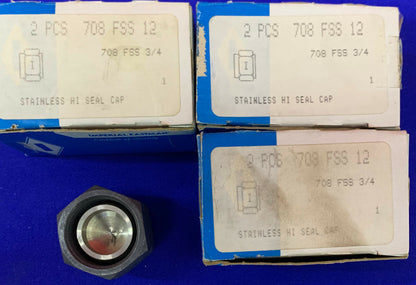 2 PCS 708 FSS 12
708 FSS 3/4
1
STAINLESS HI SEAL CAP
IMPERIAL EASTMAN
2 PCS 708 FSS 12
708 FSS 3/4
1
STAINLESS HI SEAL CAP
2 PCS 708 FSS 12
708 FSS 3/4
1
STAINLESS HI SEAL CAP